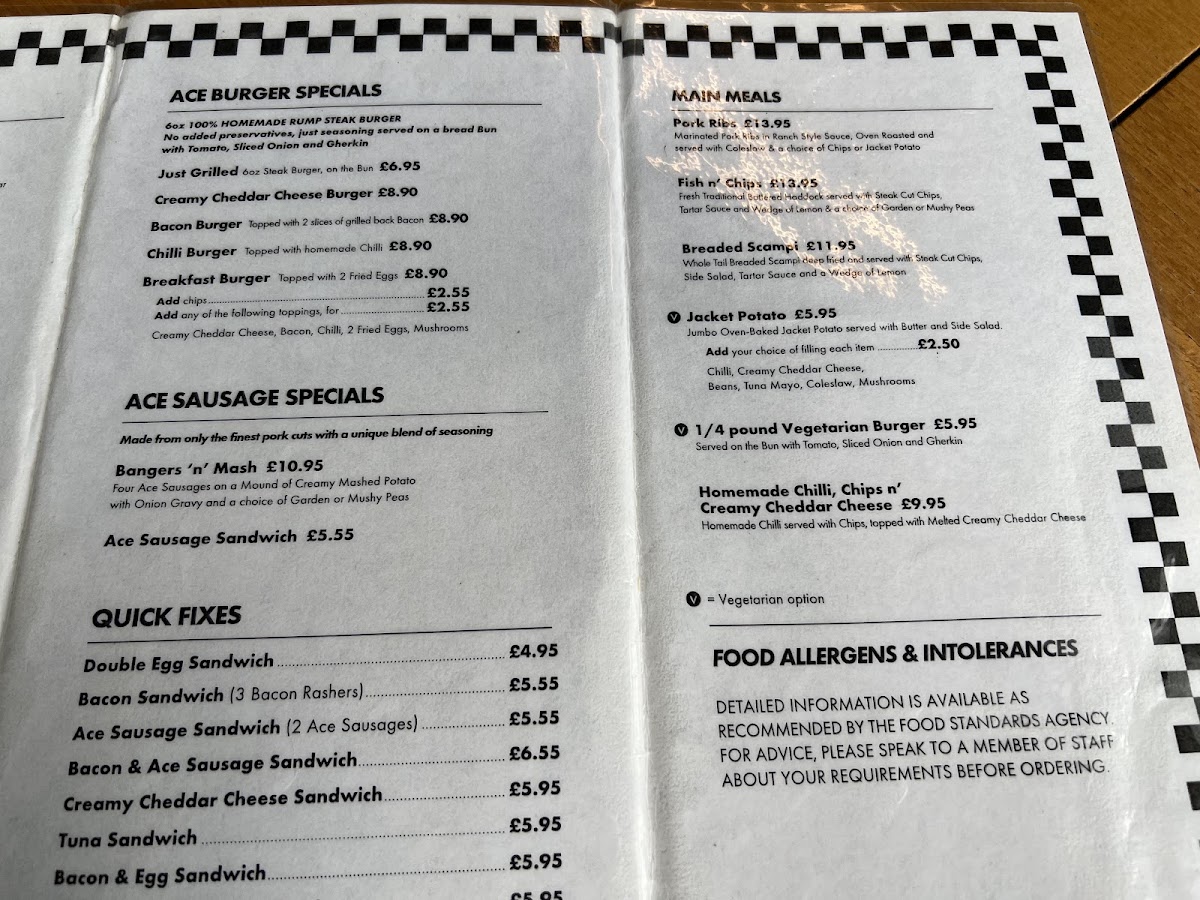 ACE BURGER SPECIALS
6oz 100% HOMEMADE RUMP STEAK BURGER
No added preservatives, just seasoning served on a bread Bun
with Tomato, Sliced Onion and Gherkin
Just Grilled 6oz Steak Burger, on the Bun £6.95
Creamy Cheddar Cheese Burger £8.90
Bacon Burger Topped with 2 slices of grilled back Bacon £8.90
Chilli Burger Topped with homemade Chilli £8.90
Breakfast Burger Topped with 2 Fried Eggs £8.90
Add chips £2.55
Add any of the following toppings, for £2.55
Creamy Cheddar Cheese, Bacon, Chilli, 2 Fried Eggs, Mushrooms
ACE SAUSAGE SPECIALS
Made from only the finest pork cuts with a unique blend of seasoning
Bangers ‘n’ Mash £10.95
Four Ace Sausages on a Mound of Creamy Mashed Potato
with Onion Gravy and a choice of Garden or Mushy Peas
Ace Sausage Sandwich £5.55
QUICK FIXES
Double Egg Sandwich £4.95
Bacon Sandwich (3 Bacon Rashers) £5.55
Ace Sausage Sandwich (2 Ace Sausages) £5.55
Bacon & Ace Sausage Sandwich £6.55
Creamy Cheddar Cheese Sandwich £5.95
Tuna Sandwich £5.95
Bacon & Egg Sandwich £5.95
£5.95
MAIN MEALS
Pork Ribs £13.95
Marinated Pork Ribs in Ranch Style Sauce, Oven Roasted and
served with Coleslaw & a choice of Chips or Jacket Potato
Fish n’ Chips £13.95
Fresh Traditional Battered Haddock served with Steak Cut Chips,
Tartar Sauce and Wedge of Lemon & a choice of Garden or Mushy Peas
Breaded Scampi £11.95
Whole Tail Breaded Scampi deep fried and served with Steak Cut Chips,
Side Salad, Tartar Sauce and a Wedge of Lemon
V Jacket Potato £5.95
Jumbo Oven-Baked Jacket Potato served with Butter and Side Salad.
Add your choice of filling each item £2.50
Chilli, Creamy Cheddar Cheese,
Beans, Tuna Mayo, Coleslaw, Mushrooms
V 1/4 pound Vegetarian Burger £5.95
Served on the Bun with Tomato, Sliced Onion and Gherkin
Homemade Chilli, Chips n’
Creamy Cheddar Cheese £9.95
Homemade Chilli served with Chips, topped with Melted Creamy Cheddar Cheese
V = Vegetarian option
FOOD ALLERGENS & INTOLERANCES
DETAILED INFORMATION IS AVAILABLE AS
RECOMMENDED BY THE FOOD STANDARDS AGENCY.
FOR ADVICE, PLEASE SPEAK TO A MEMBER OF STAFF
ABOUT YOUR REQUIREMENTS BEFORE ORDERING.